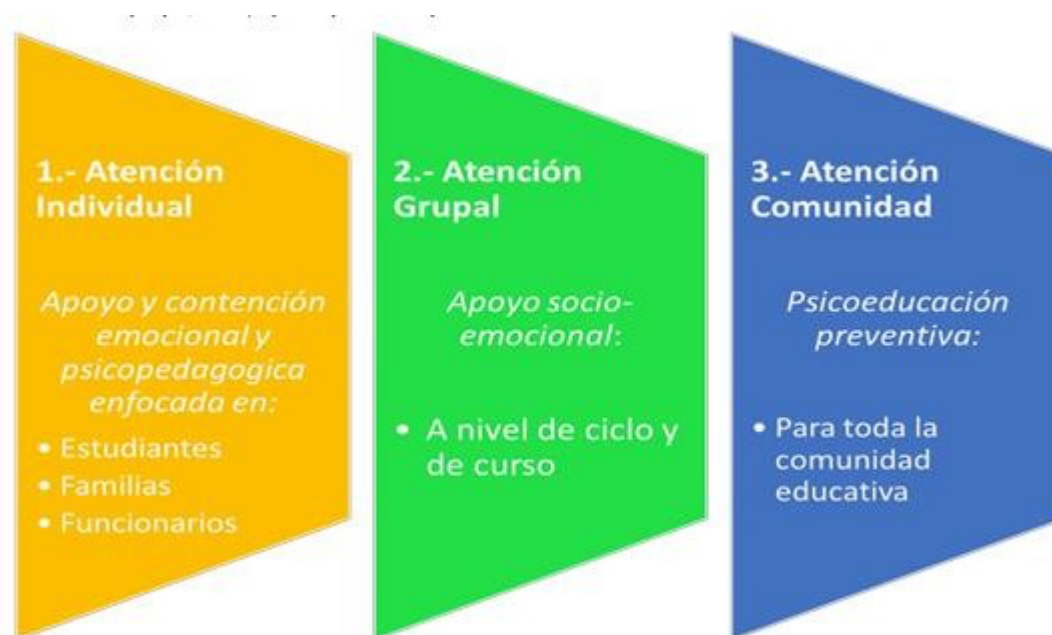 1.- Atención
Individual
Apoyo y contención
emocional y
psicopedagogica
enfocada en:
• Estudiantes
• Familias
• Funcionarios
2.- Atención
Grupal
Apoyo socio-
emocional:
• A nivel de ciclo y
de curso
3.- Atención
Comunidad
Psicoeducación
preventiva:
• Para toda la
comunidad
educativa